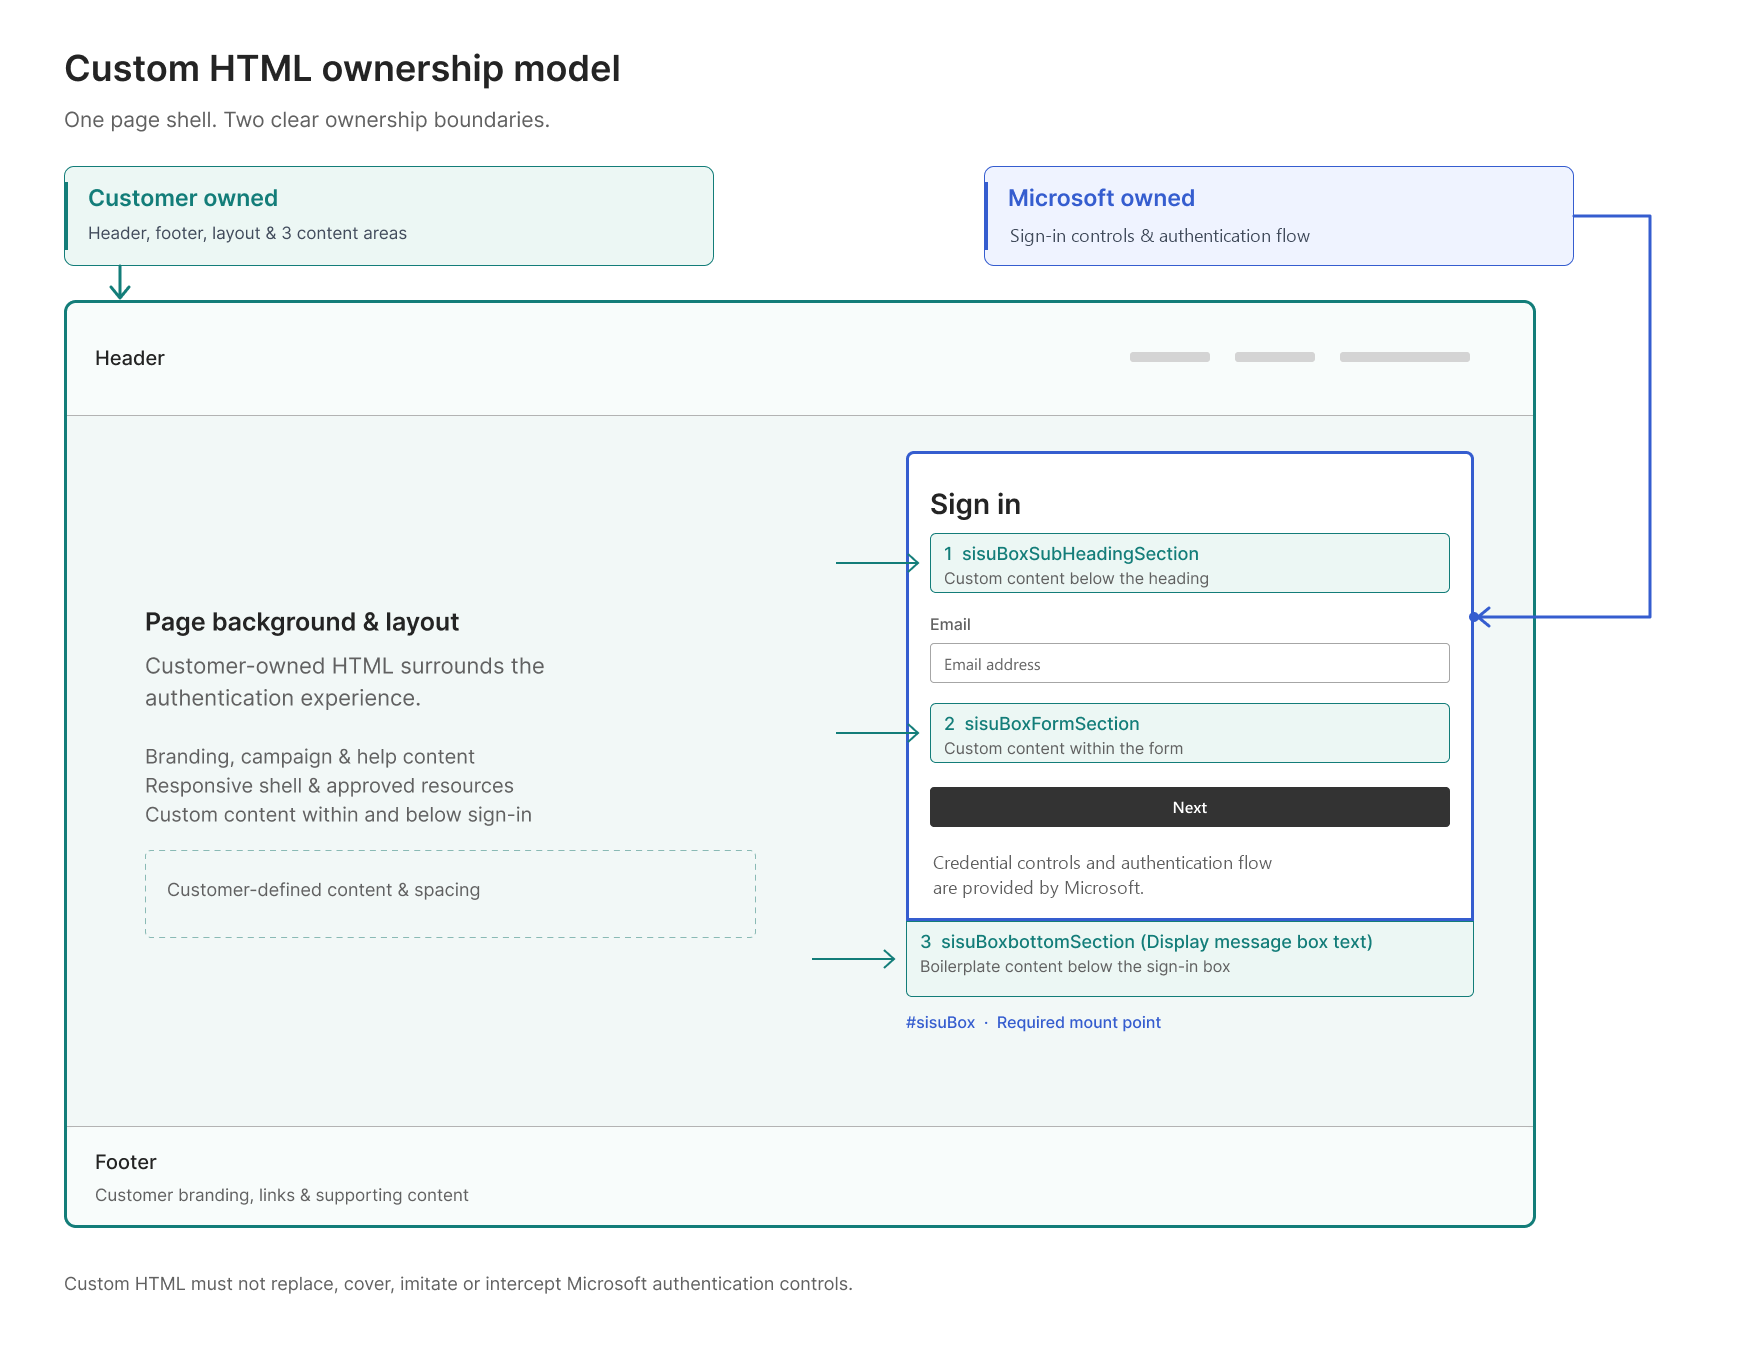 Custom HTML ownership model
One page shell. Two clear ownership boundaries.
Customer owned
Header, footer, layout & 3 content areas
Microsoft owned
Sign-in controls & authentication flow
Header
Page background & layout
Customer-owned HTML surrounds the
authentication experience.
Branding, campaign & help content
Responsive shell & approved resources
Custom content within and below sign-in
Customer-defined content & spacing
Sign in
1 sisuBoxSubHeadingSection
Custom content below the heading
Email
Email address
2 sisuBoxFormSection
Custom content within the form
Next
Credential controls and authentication flow
are provided by Microsoft.
3 sisuBoxbottomSection (Display message box text)
Boilerplate content below the sign-in box
#sisuBox · Required mount point
Footer
Customer branding, links & supporting content
Custom HTML must not replace, cover, imitate or intercept Microsoft authentication controls.